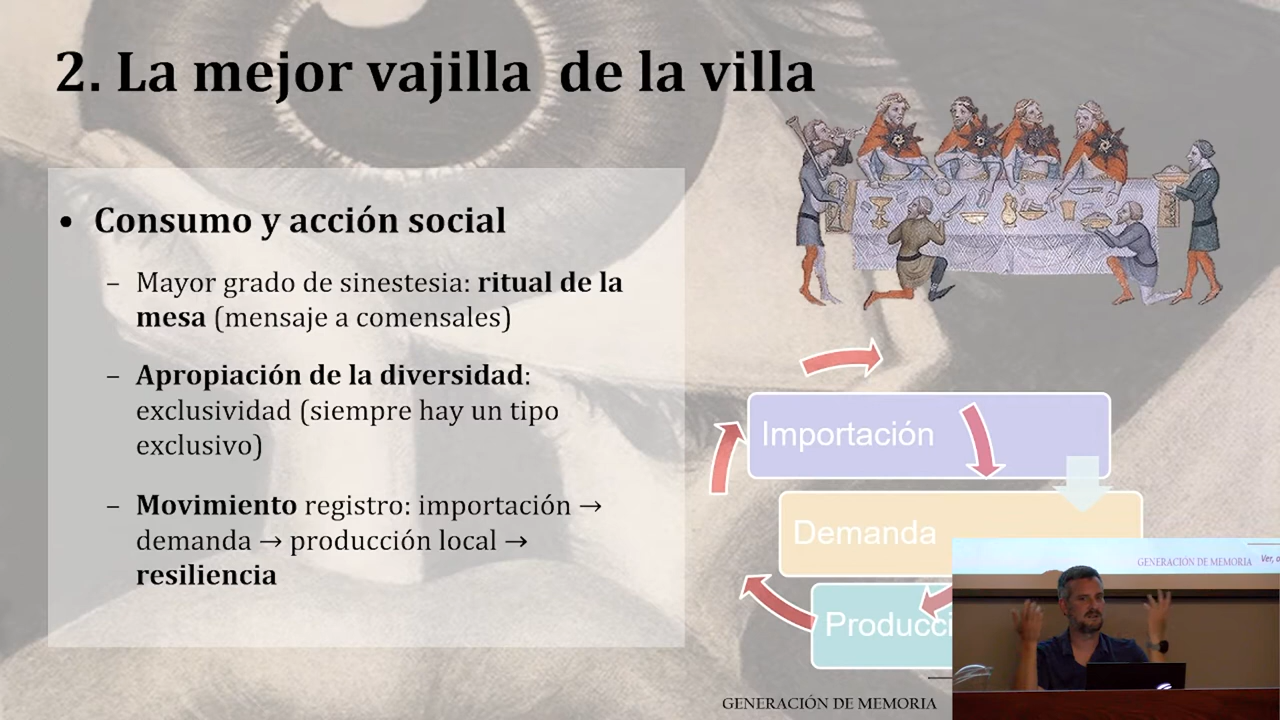 2. La mejor vajilla de la villa
• Consumo y acción social
– Mayor grado de sinestesia: ritual de la
mesa (mensaje a comensales)
– Apropiación de la diversidad:
exclusividad (siempre hay un tipo
exclusivo)
– Movimiento registro: importación →
demanda → producción local →
resiliencia
Importación
Demanda
Producci
GENERACIÓN DE MEMORIA
GENERACIÓN DE MEMORIA
Ver, o